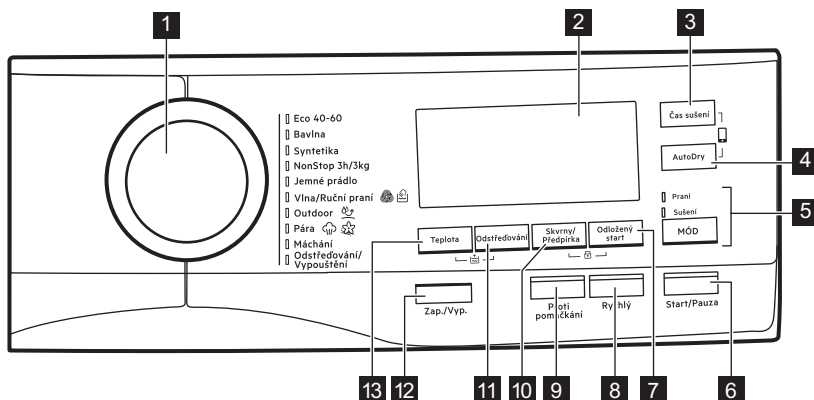 1
2
3
Eco 40-60
Bavlna
Syntetika
NonStop 3h/3kg
Jemné prádlo
Vlna/Ruční praní
Outdoor
Pára
Máchání
Odstřeďování/
Vypouštění
Čas sušení
AutoDry
4
Praní
Sušení
MÓD
5
Teplota
Odstřeďování
Skvrny/
Předpírka
Odložený
start
Zap./Vyp.
Proti
pomačkání
Rychlý
Start/Pauza
13
12
11
10
9
8
7
6